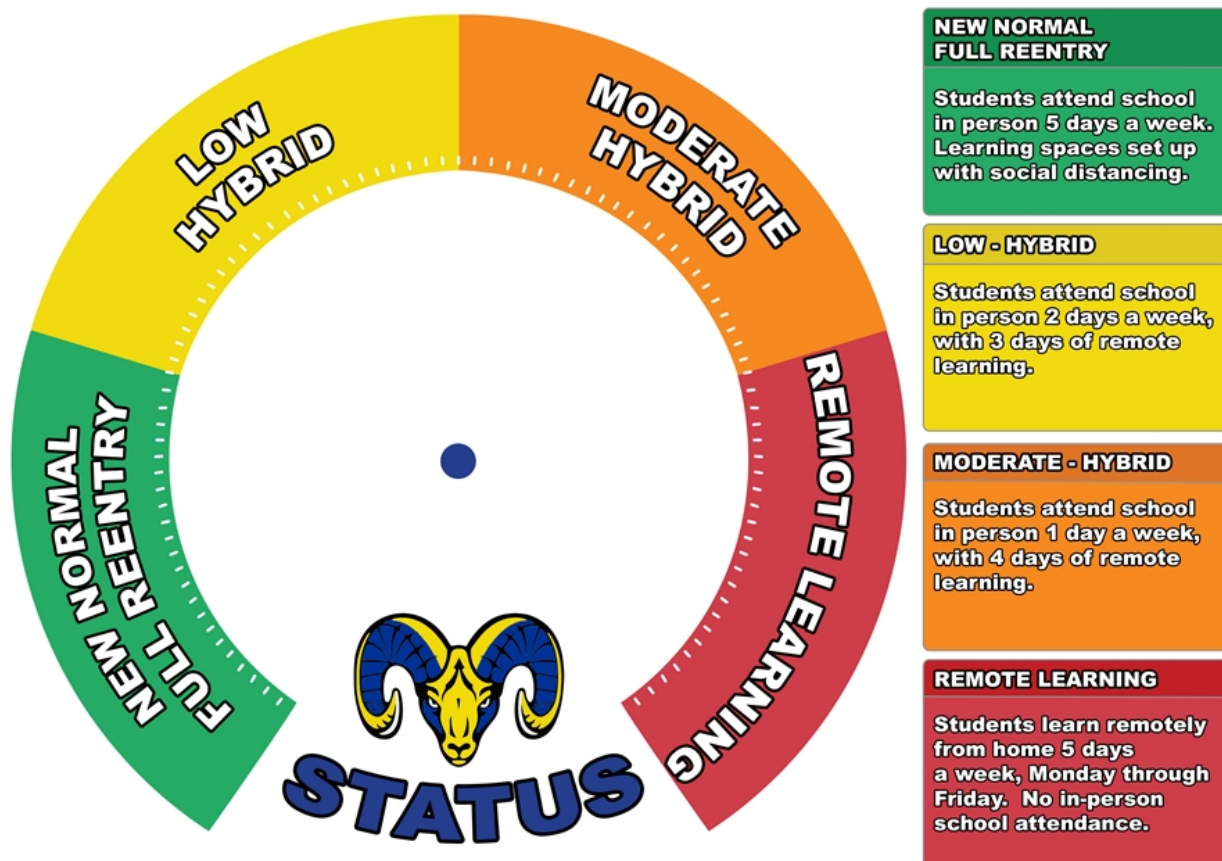 NEW NORMAL
FULL REENTRY
LOW
HYBRID
MODERATE
HYBRID
REMOTE LEARNING
STATUS
NEW NORMAL
FULL REENTRY
Students attend school
in person 5 days a week.
Learning spaces set up
with social distancing.
LOW - HYBRID
Students attend school
in person 2 days a week,
with 3 days of remote
learning.
MODERATE - HYBRID
Students attend school
in person 1 day a week,
with 4 days of remote
learning.
REMOTE LEARNING
Students learn remotely
from home 5 days
a week, Monday through
Friday.  No in-person
school attendance.